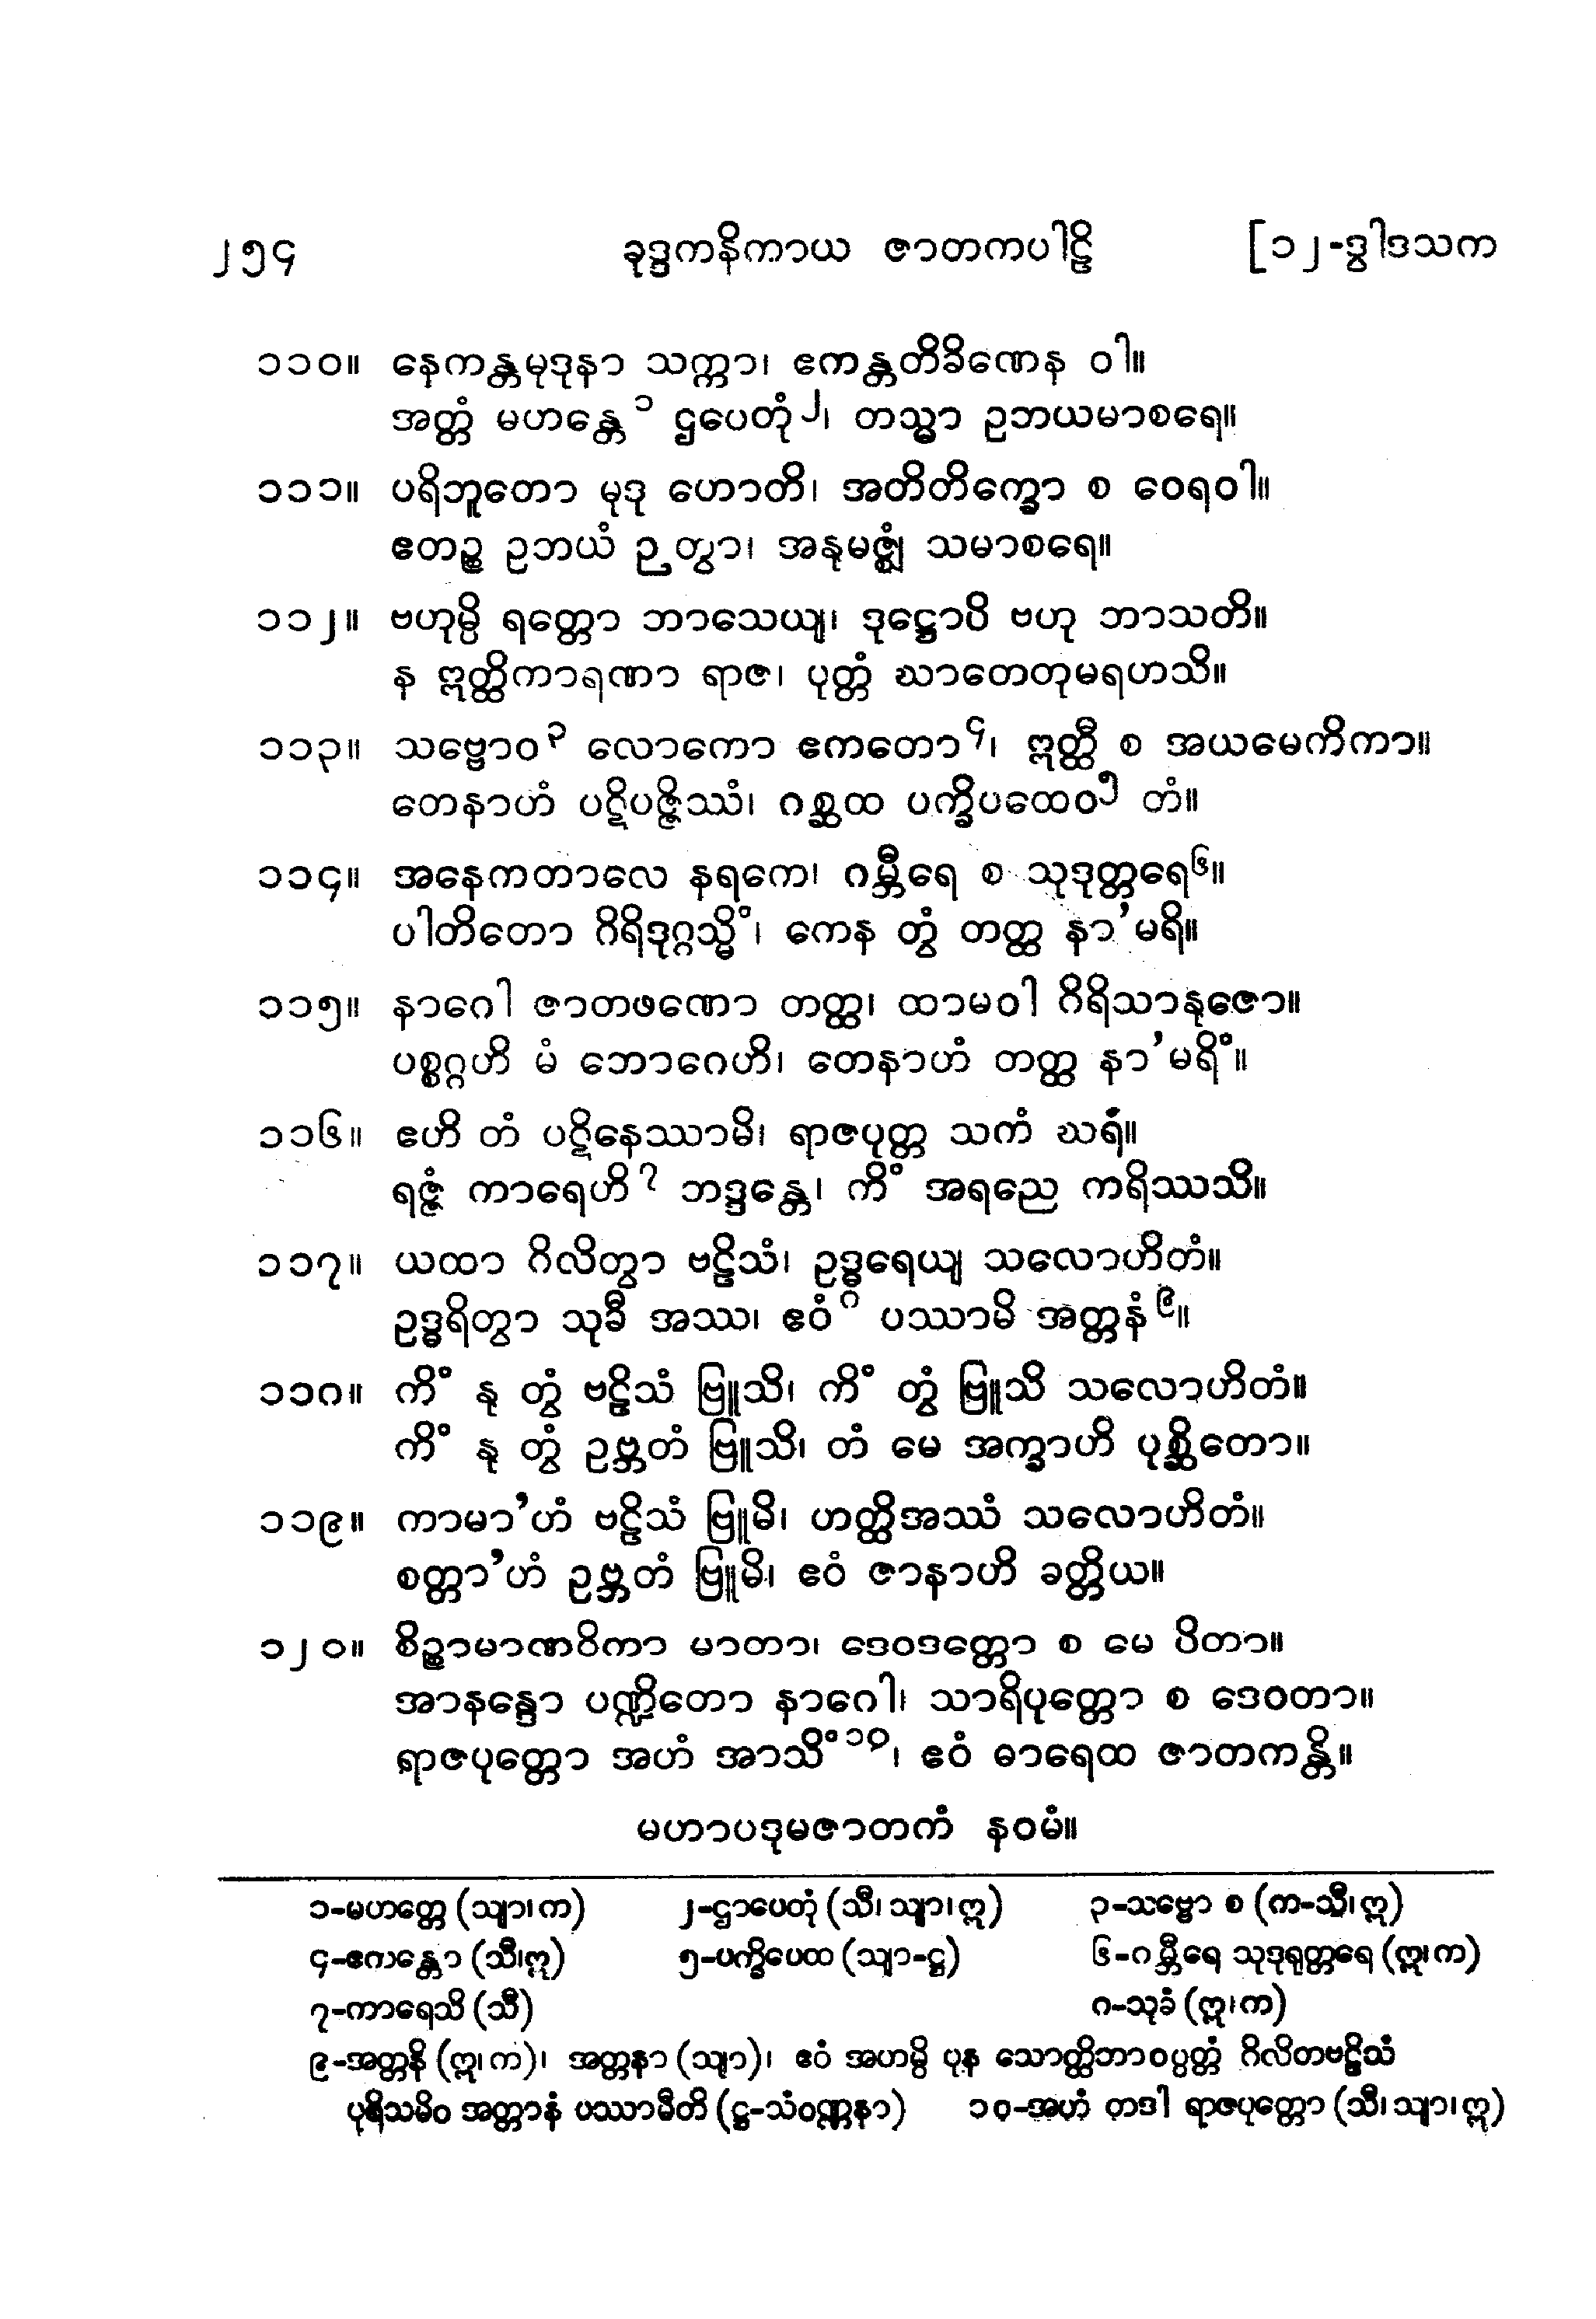 ၂၅၄ ခုဒ္ဒကနိကာယ ဇာတကပါဠိ [၁၂-ဒွါဒသက
၁၁၀။ နေကန္တမုဒုနာ သက္ကာ၊ ဧကန္တတိခိဏေန ဝါ။
အတ္တံ မဟန္တေ ၁ ဌပေတုံ ၂၊ တသ္မာ ဥဘယမာစရေ။
၁၁၁။ ပရိဘူတော မုဒု ဟောတိ၊ အတိတိက္ခော စ ဝေရဝါ။
ဧတဉ္စ ဥဘယံ ဉတွာ၊ အနုမဇ္ဈံ သမာစရေ။
၁၁၂။ ဗဟုမ္ပိ ရတ္တော ဘာသေယျ၊ ဒုဋ္ဌောပိ ဗဟု ဘာသတိ။
န ဣတ္ထိကာရဏာ ရာဇ၊ ပုတ္တံ ဃာတေတုမရဟသိ။
၁၁၃။ သဗ္ဗောဝ ၃ လောကော ဧကတော ၄၊ ဣတ္ထီ စ အယမေကိကာ။
တေနာဟံ ပဋိပဇ္ဇိဿံ၊ ဂစ္ဆထ ပက္ခိပထေဝ ၅ တံ။
၁၁၄။ အနေကတာလေ နရကေ၊ ဂမ္ဘီရေ စ သုဒုတ္တရေ ၆။
ပါတိတော ဂိရိဒုဂ္ဂသ္မိံ၊ ကေန တွံ တတ္ထ နာ’မရိ။
၁၁၅။ နာဂေါ ဇာတဖဏော တတ္ထ၊ ထာမဝါ ဂိရိသာနုဇော။
ပစ္စဂ္ဂဟိ မံ ဘောဂေဟိ၊ တေနာဟံ တတ္ထ နာ’မရိံ။
၁၁၆။ ဧဟိ တံ ပဋိနေဿာမိ၊ ရာဇပုတ္တ သကံ ဃရံ။
ရဇ္ဇံ ကာရေဟိ ၇ ဘဒ္ဒန္တေ၊ ကိံ အရညေ ကရိဿသိ။
၁၁၇။ ယထာ ဂိလိတွာ ဗဠိသံ၊ ဥဒ္ဓရေယျ သလောဟိတံ။
ဥဒ္ဓရိတွာ သုခီ အဿ၊ ဧဝံ ၈ ပဿာမိ အတ္တနံ ၉။
၁၁၈။ ကိံ နု တွံ ဗဠိသံ ဗြူသိ၊ ကိံ တွံ ဗြူသိ သလောဟိတံ။
ကိံ နု တွံ ဥဗ္ဘတံ ဗြူသိ၊ တံ မေ အက္ခာဟိ ပုစ္ဆိတော။
၁၁၉။ ကာမာ’ဟံ ဗဠိသံ ဗြူမိ၊ ဟတ္ထိအဿံ သလောဟိတံ။
စတ္တာ’ဟံ ဥဗ္ဘတံ ဗြူမိ၊ ဧဝံ ဇာနာဟိ ခတ္တိယ။
၁၂၀။ စိဉ္စာမာဏဝိကာ မာတာ၊ ဒေဝဒတ္တော စ မေ ပိတာ။
အာနန္ဒော ပဏ္ဍိတော နာဂေါ၊ သာရိပုတ္တော စ ဒေဝတာ။
ရာဇပုတ္တော အဟံ အာသိံ ၁၀၊ ဧဝံ ဓာရေထ ဇာတကန္တိ။
မဟာပဒုမဇာတကံ နဝမံ။
၁-မဟတ္တေ (သျာ၊ က) ၂-ဌာပေတုံ (သီ၊ သျာ၊ ဣ) ၃-သဗ္ဗော စ (က-သီ၊ ဣ)
၄-ဧကန္တော (သီ၊ ဣ) ၅-ပက္ခိပေထ (သျာ-ဋ္ဌ) ၆-ဂမ္ဘီရေ သုဒုရုတ္တရေ (ဣ၊ က)
၇-ကာရေသိ (သီ) ၈-သုခံ (ဣ၊ က)
၉-အတ္တနိ (ဣ၊ က)၊ အတ္တနာ (သျာ)၊ ဧဝံ အဟမ္ပိ ပုန သောတ္ထိဘာဝပ္ပတ္တံ ဂိလိတဗဠိသံ
ပုရိသမိဝ အတ္တာနံ ပဿာမီတိ (ဋ္ဌ-သံဝဏ္ဏနာ) ၁၀-အဟံ တဒါ ရာဇပုတ္တော (သီ၊ သျာ၊ ဣ)